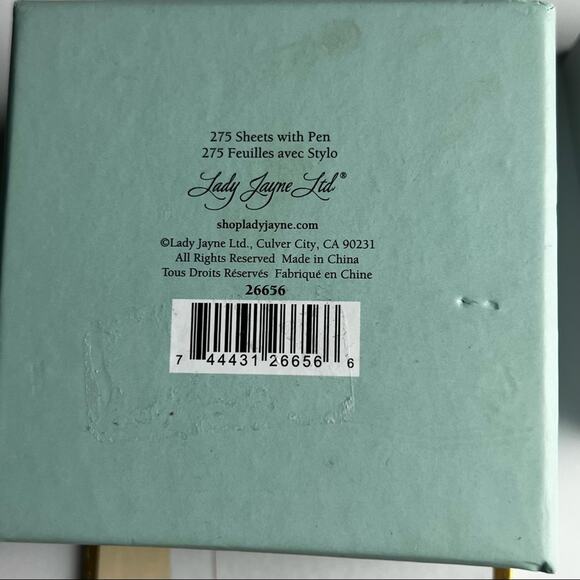 275 Sheets with Pen
275 Feuilles avec Stylo
Lady Jayne Ltd®
shopladyjayne.com
©Lady Jayne Ltd., Culver City, CA 90231
All Rights Reserved Made in China
Tous Droits Réservés Fabriqué en Chine
26656
7 44431 26656 6